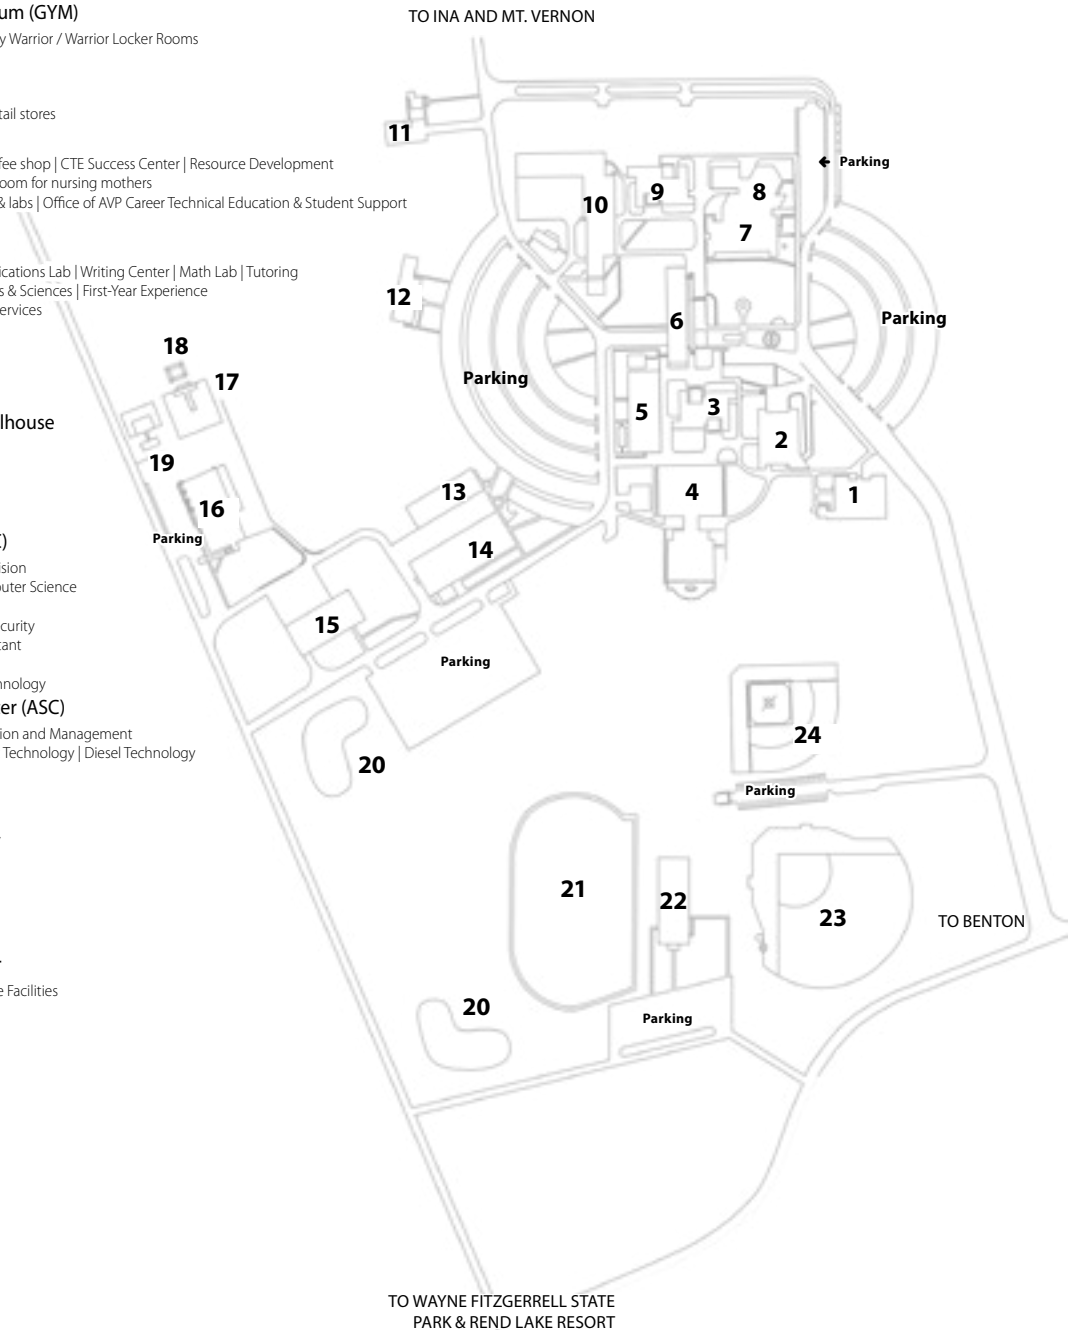 um (GYM)
y Warrior / Warrior Locker Rooms
tail stores
fee shop | CTE Success Center | Resource Development
oom for nursing mothers
& labs | Office of AVP Career Technical Education & Student Support
ications Lab | Writing Center | Math Lab | Tutoring
s & Sciences | First-Year Experience
ervices
lhouse
)
ision
outer Science
curity
tant
hnology
er (ASC)
ion and Management
Technology | Diesel Technology
e Facilities
TO INA AND MT. VERNON
11
Parking
9
8
10
7
12
6
Parking
18
Parking
17
3
5
2
19
13
4
1
16
Parking
14
15
Parking
24
20
Parking
21
22
23
TO BENTON
20
Parking
TO WAYNE FITZGERRELL STATE
PARK & REND LAKE RESORT